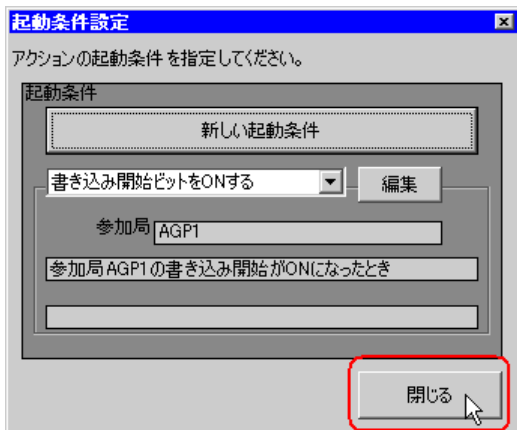 起動条件設定
アクションの起動条件を指定してください。
起動条件
新しい起動条件
書き込み開始ビットをONする
編集
参加局 AGP1
参加局AGP1の書き込み開始がONになったとき
閉じる